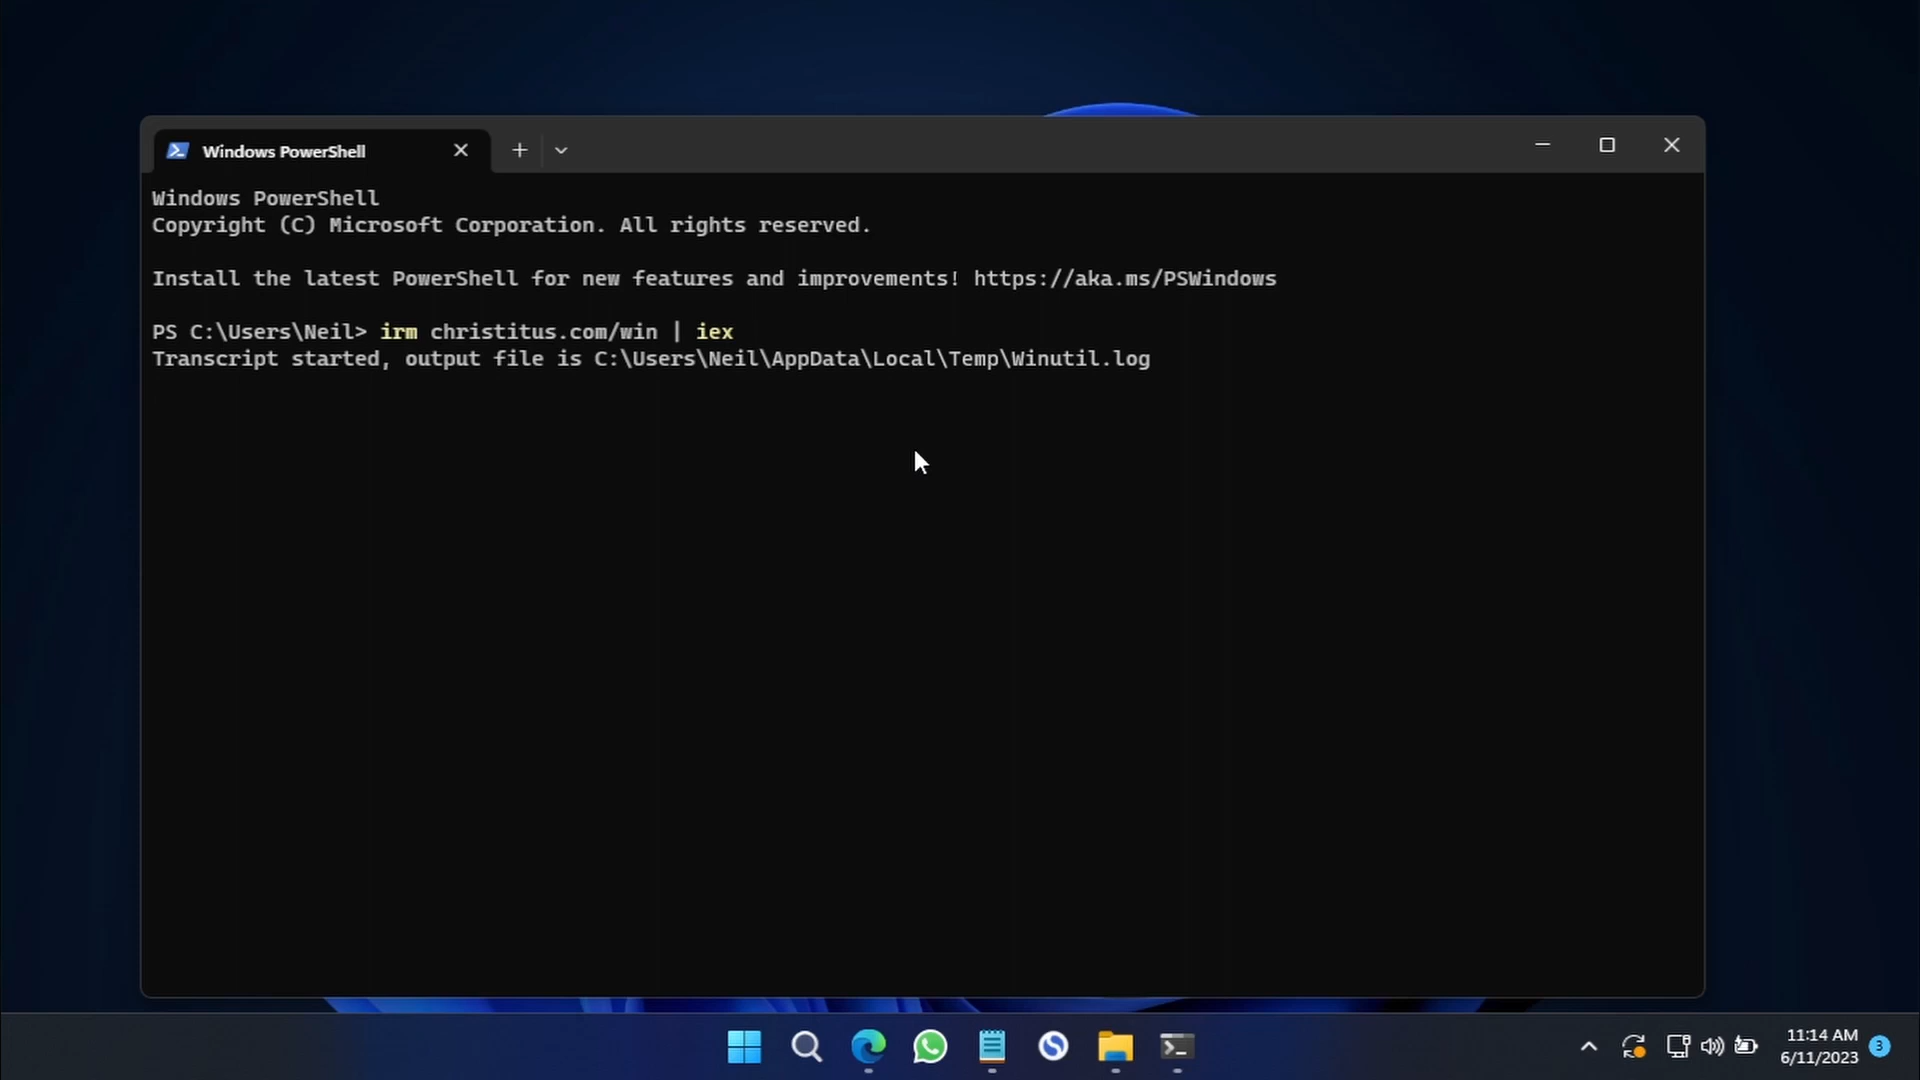 Windows PowerShell
Windows PowerShell
Copyright (C) Microsoft Corporation. All rights reserved.
Install the latest PowerShell for new features and improvements! https://aka.ms/PSWindows
PS C:\Users\Neil> irm christitus.com/win | iex
Transcript started, output file is C:\Users\Neil\AppData\Local\Temp\Winutil.log
11:14 AM
6/11/2023
3